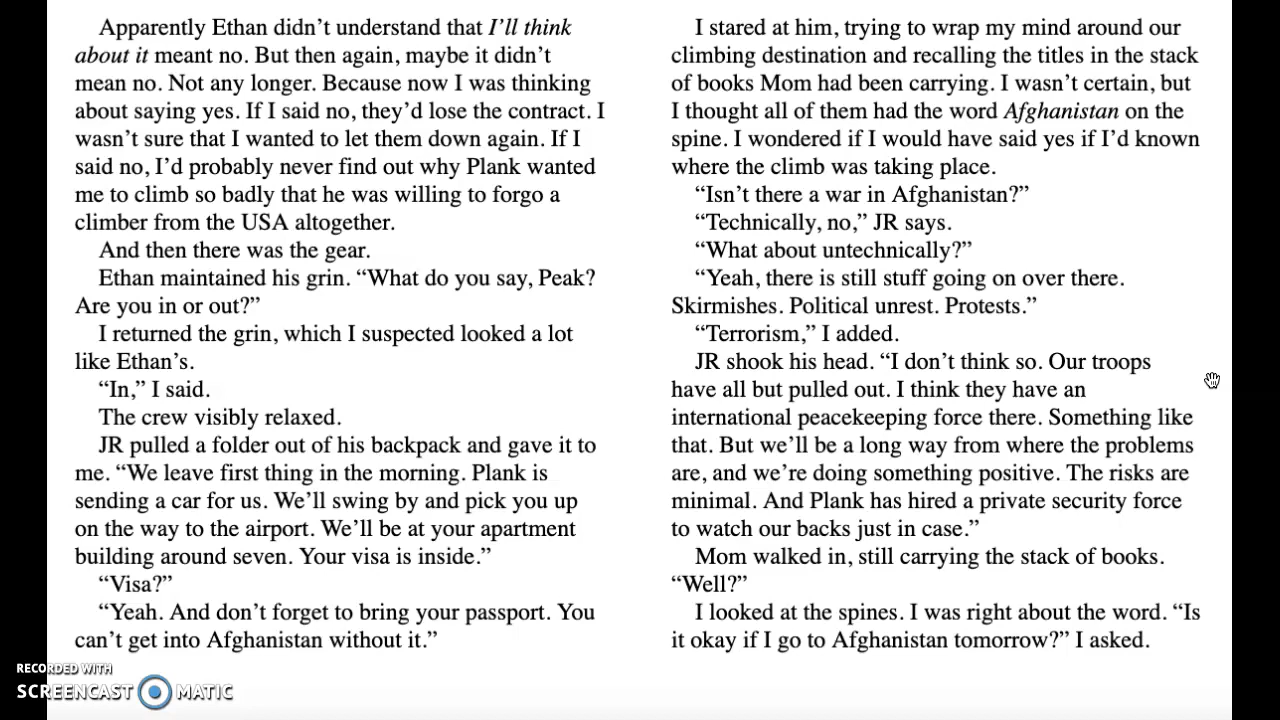 Apparently Ethan didn’t understand that I’ll think
about it meant no. But then again, maybe it didn’t
mean no. Not any longer. Because now I was thinking
about saying yes. If I said no, they’d lose the contract. I
wasn’t sure that I wanted to let them down again. If I
said no, I’d probably never find out why Plank wanted
me to climb so badly that he was willing to forgo a
climber from the USA altogether.
And then there was the gear.
Ethan maintained his grin. “What do you say, Peak?
Are you in or out?”
I returned the grin, which I suspected looked a lot
like Ethan’s.
“In,” I said.
The crew visibly relaxed.
JR pulled a folder out of his backpack and gave it to
me. “We leave first thing in the morning. Plank is
sending a car for us. We’ll swing by and pick you up
on the way to the airport. We’ll be at your apartment
building around seven. Your visa is inside.”
“Visa?”
“Yeah. And don’t forget to bring your passport. You
can’t get into Afghanistan without it.”
I stared at him, trying to wrap my mind around our
climbing destination and recalling the titles in the stack
of books Mom had been carrying. I wasn’t certain, but
I thought all of them had the word Afghanistan on the
spine. I wondered if I would have said yes if I’d known
where the climb was taking place.
“Isn’t there a war in Afghanistan?”
“Technically, no,” JR says.
“What about untechnically?”
“Yeah, there is still stuff going on over there.
Skirmishes. Political unrest. Protests.”
“Terrorism,” I added.
JR shook his head. “I don’t think so. Our troops
have all but pulled out. I think they have an
international peacekeeping force there. Something like
that. But we’ll be a long way from where the problems
are, and we’re doing something positive. The risks are
minimal. And Plank has hired a private security force
to watch our backs just in case.”
Mom walked in, still carrying the stack of books.
“Well?”
I looked at the spines. I was right about the word. “Is
it okay if I go to Afghanistan tomorrow?” I asked.
RECORDED WITH
SCREENCAST MATIC